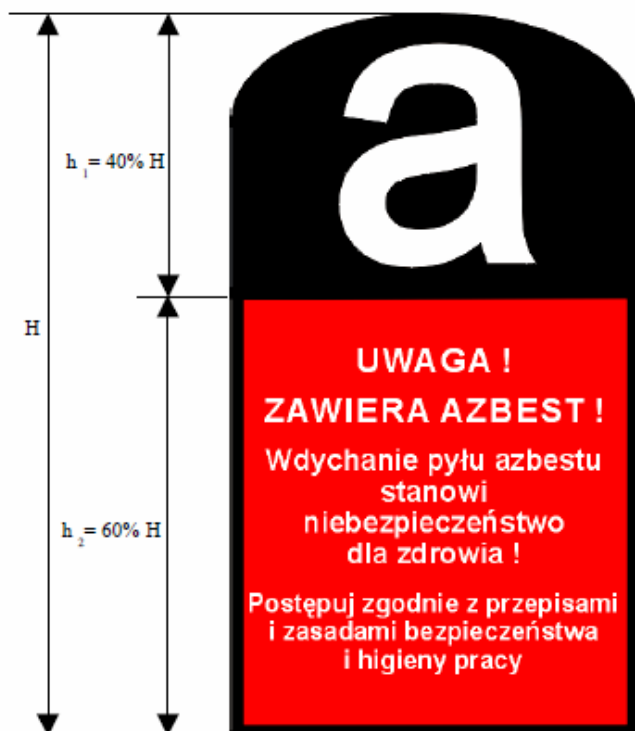 a
h₁= 40% H
H
UWAGA !
ZAWIERA AZBEST !
Wdychanie pyłu azbestu
stanowi
niebezpieczeństwo
dla zdrowia !
h₂= 60% H
Postępuj zgodnie z przepisami
i zasadami bezpieczeństwa
i higieny pracy